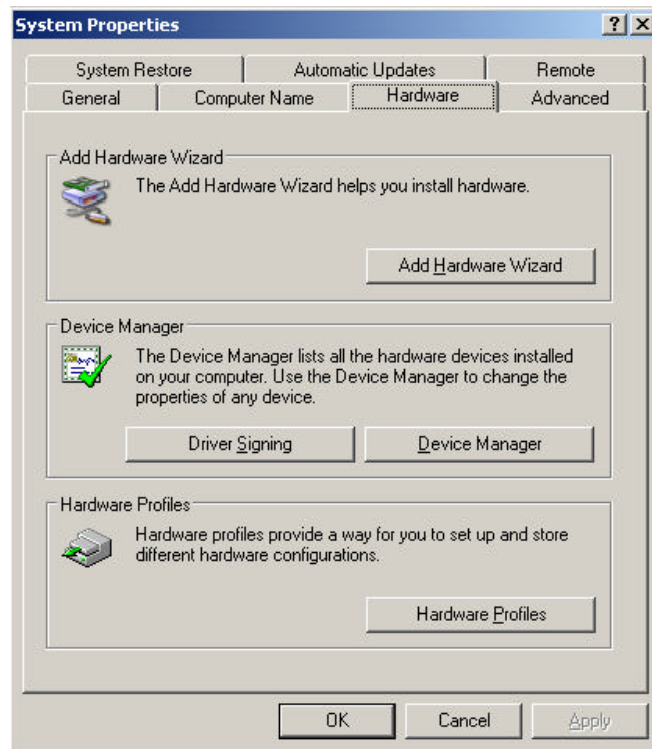 System Properties
System Restore Automatic Updates Remote
General Computer Name Hardware Advanced
Add Hardware Wizard
The Add Hardware Wizard helps you install hardware.
Add Hardware Wizard
Device Manager
The Device Manager lists all the hardware devices installed
on your computer. Use the Device Manager to change the
properties of any device.
Driver Signing Device Manager
Hardware Profiles
Hardware profiles provide a way for you to set up and store
different hardware configurations.
Hardware Profiles
OK Cancel Apply